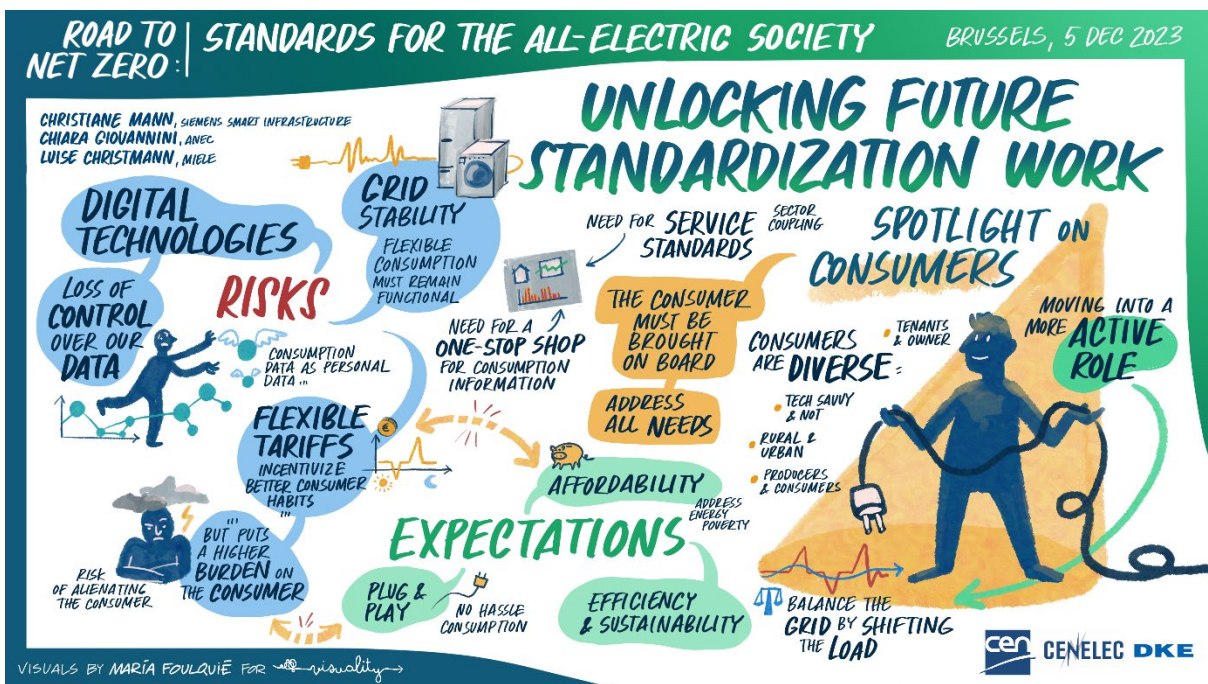 ROAD TO
NET ZERO:
STANDARDS FOR THE ALL-ELECTRIC SOCIETY
BRUSSELS, 5 DEC 2023
UNLOCKING FUTURE
STANDARDIZATION WORK
CHRISTIANE MANN, SIEMENS SMART INFRASTRUCTURE
CHIARA GIOVANNINI, ANEC
LUISE CHRISTMANN, MIELE
DIGITAL
TECHNOLOGIES
RISKS
LOSS OF
CONTROL
OVER OUR
DATA
CONSUMPTION
DATA AS PERSONAL
DATA ...
GRID
STABILITY
FLEXIBLE
CONSUMPTION
MUST REMAIN
FUNCTIONAL
FLEXIBLE
TARIFFS
INCENTIVIZE
BETTER CONSUMER
HABITS
...
...
BUT PUTS
A HIGHER
BURDEN ON
THE CONSUMER
€
RISK
OF ALIENATING
THE CONSUMER
NEED FOR SERVICE
STANDARDS
SECTOR
COUPLING
NEED FOR A
ONE-STOP SHOP
FOR CONSUMPTION
INFORMATION
THE CONSUMER
MUST BE
BROUGHT
ON BOARD
ADDRESS
ALL NEEDS
EXPECTATIONS
AFFORDABILITY
ADDRESS
ENERGY
POVERTY
PLUG &
PLAY
NO HASSLE
CONSUMPTION
EFFICIENCY
& SUSTAINABILITY
SPOTLIGHT ON
CONSUMERS
CONSUMERS
ARE DIVERSE:
• TENANTS
& OWNER
• TECH SAVVY
& NOT
• RURAL &
URBAN
• PRODUCERS
& CONSUMERS
MOVING INTO A
MORE ACTIVE
ROLE
BALANCE THE
GRID BY SHIFTING
THE LOAD
VISUALS BY MARÍA FOULQUIÉ FOR visuality
cen CENELEC DKE